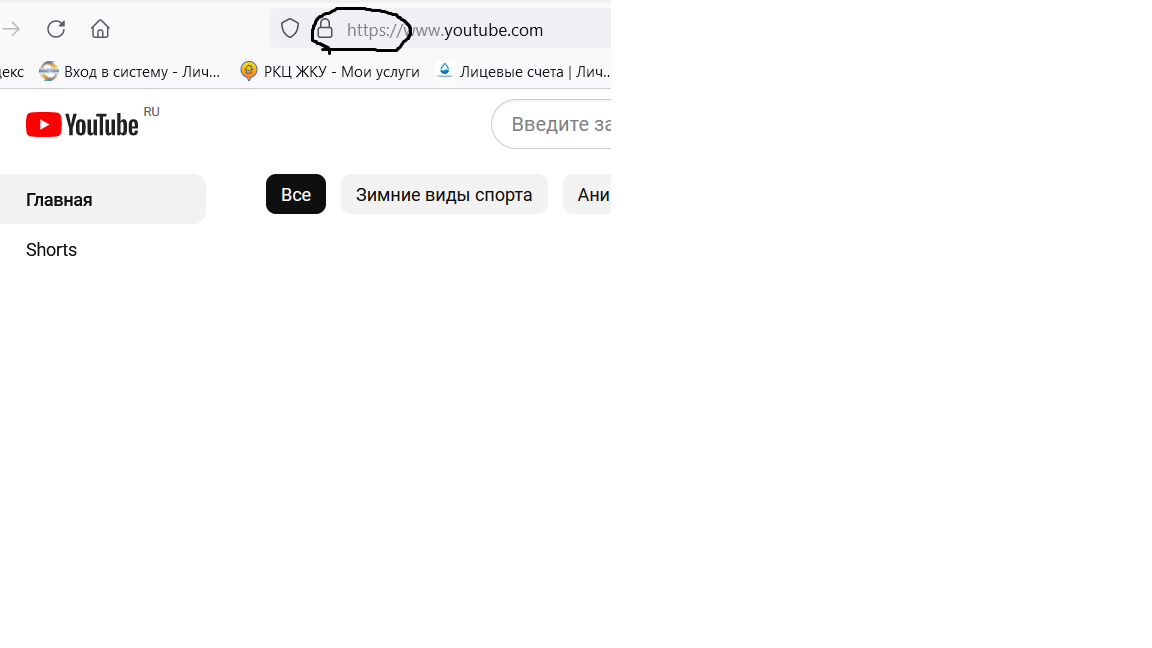 https://www.youtube.com
екс Вход в систему - Лич... РКЦ ЖКУ - Мои услуги Лицевые счета | Лич...
YouTube RU Введите за
Все Зимние виды спорта Ани
Главная
Shorts